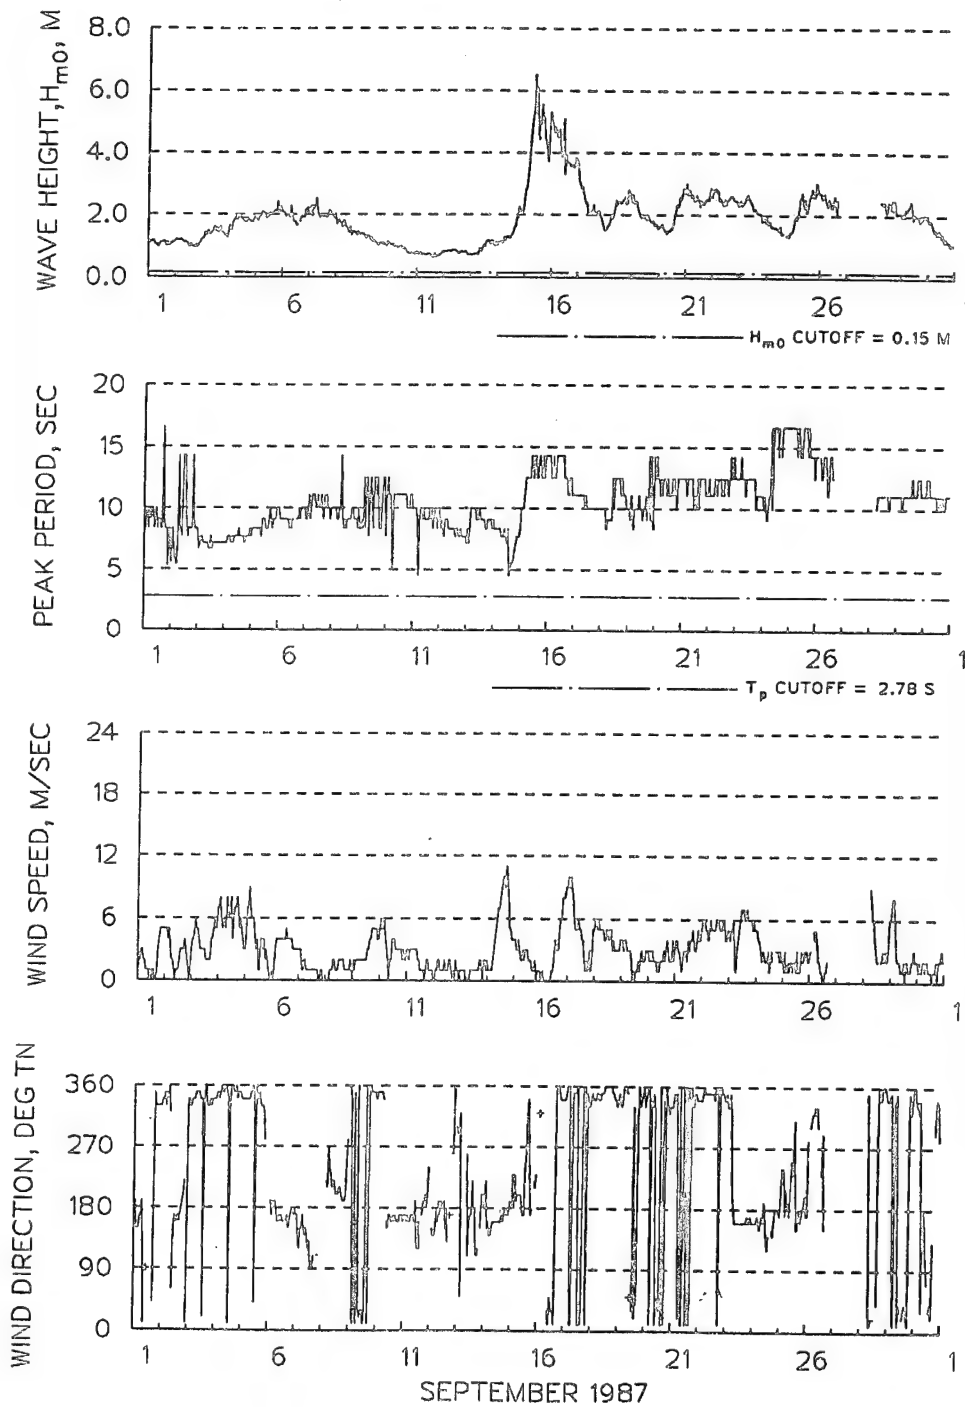 WAVE HEIGHT, Hm0, M
8.0
6.0
4.0
2.0
0.0
1 6 11 16 21 26
Hm0 CUTOFF = 0.15 M
PEAK PERIOD, SEC
20
15
10
5
0
1 6 11 16 21 26 1
Tp CUTOFF = 2.78 S
WIND SPEED, M/SEC
24
18
12
6
0
1 6 11 16 21 26 1
WIND DIRECTION, DEG TN
360
270
180
90
0
1 6 11 16 21 26 1
SEPTEMBER 1987